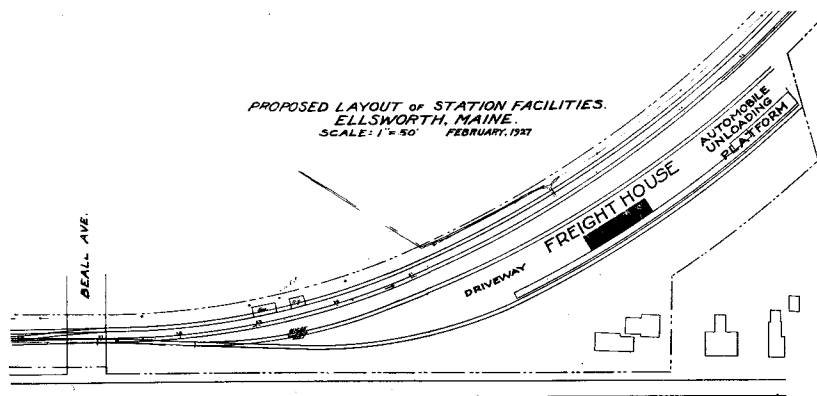 PROPOSED LAYOUT OF STATION FACILITIES.
ELLSWORTH, MAINE.
SCALE: 1"=50' FEBRUARY, 1927
AUTOMOBILE
UNLOADING
PLATFORM
FREIGHT HOUSE
DRIVEWAY
BEALL AVE.